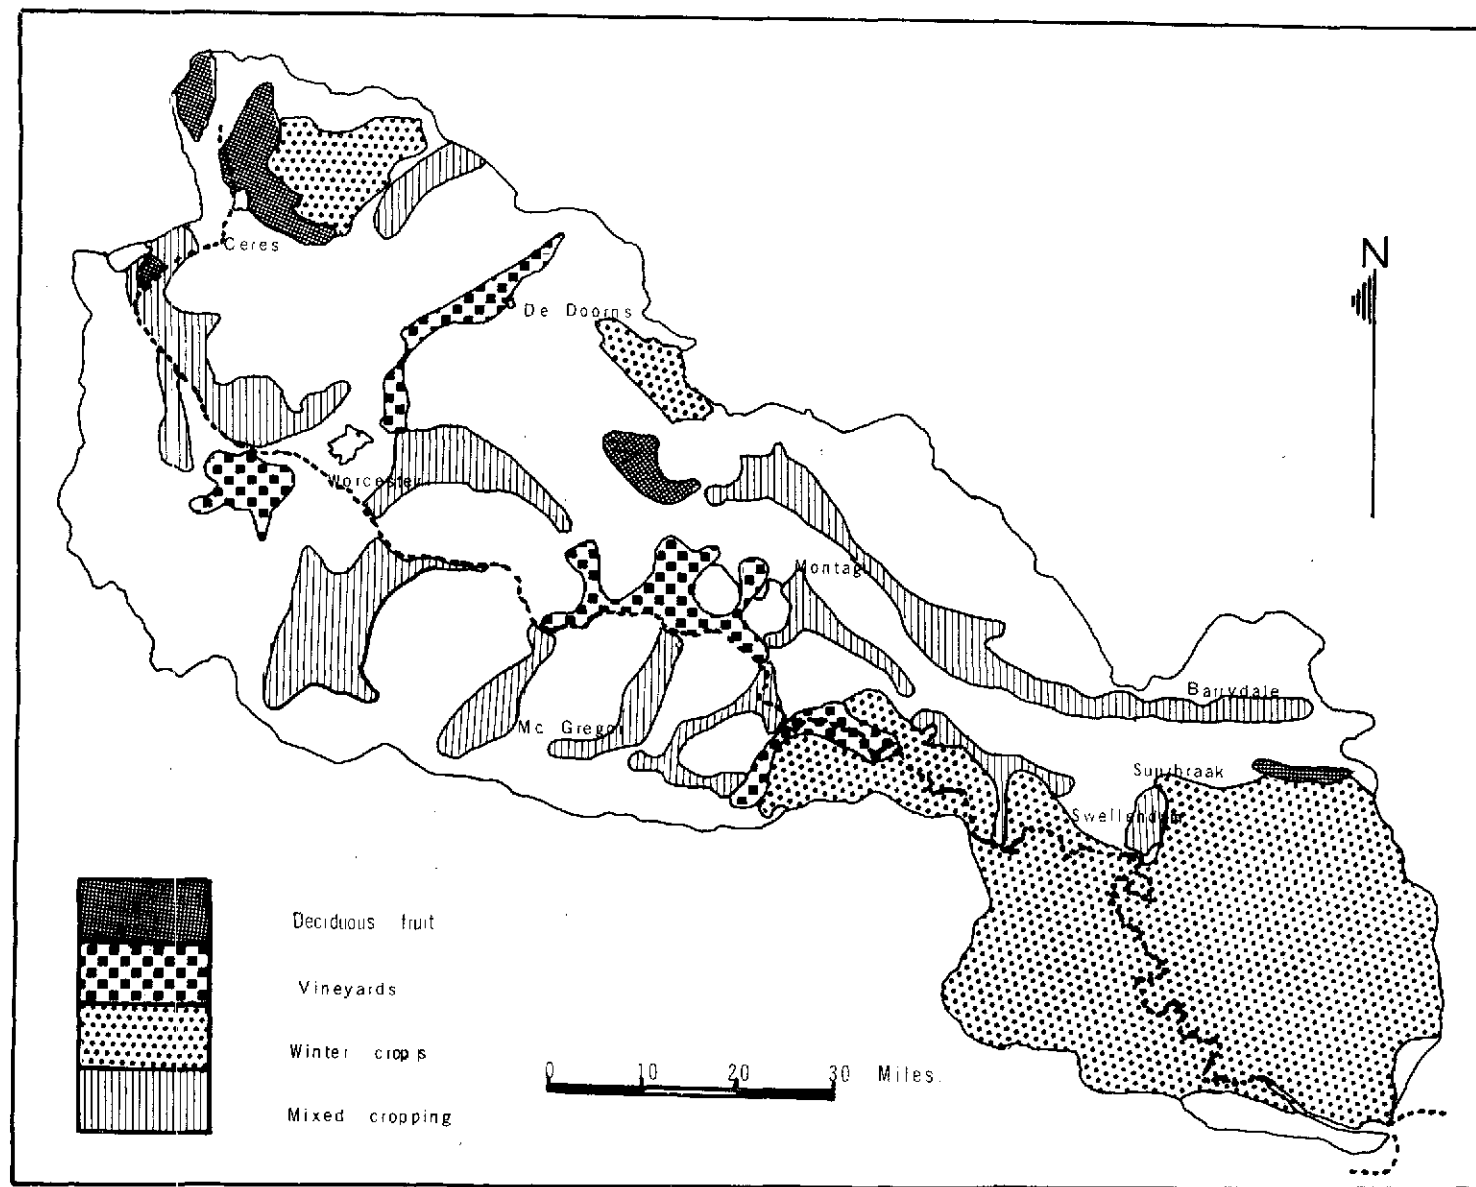 Ceres
N
De Doorns
Worcester
Montagu
Barrydale
Mc Gregor
Suurbraak
Swellendam
Deciduous fruit
Vineyards
Winter crops
Mixed cropping
0 10 20 30 Miles.